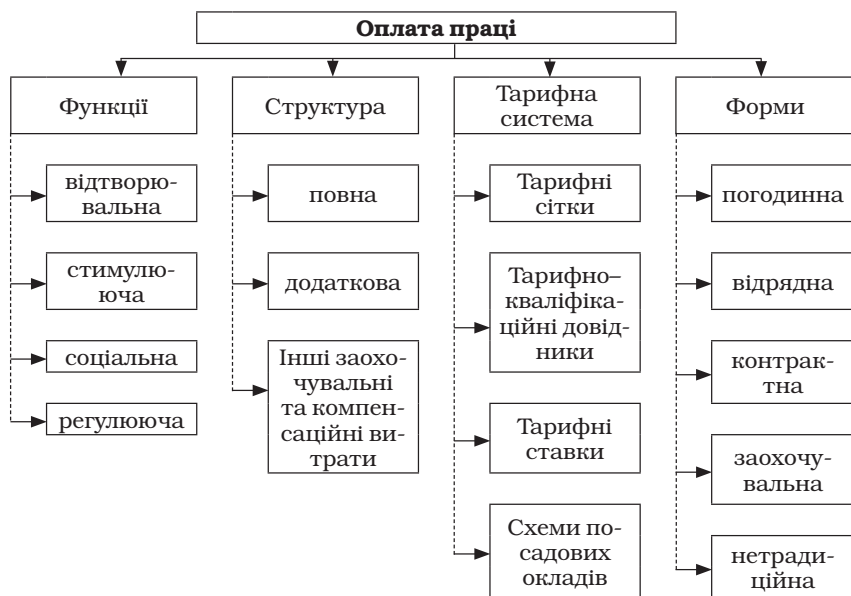 Оплата праці
Функції
відтворю-
вальна
стимулю-
юча
соціальна
регулююча
Структура
повна
додаткова
Інші заохо-
чувальні
та компен-
саційні ви-
трати
Тарифна
система
Тарифні
сітки
Тарифно–
кваліфіка-
ційні довід-
ники
Тарифні
ставки
Схеми по-
садових
окладів
Форми
погодинна
відрядна
контрак-
тна
заохочу-
вальна
нетради-
ційна